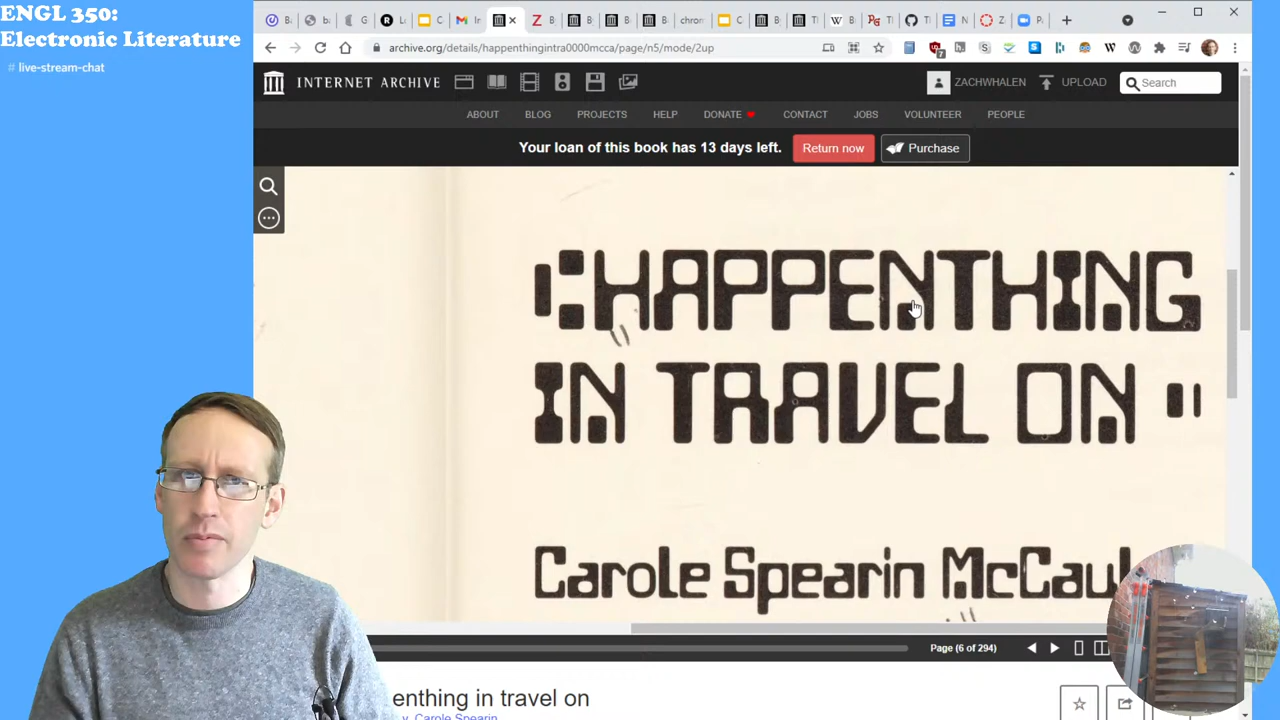 ENGL 350:
Electronic Literature
# live-stream-chat
archive.org/details/happenthingintra0000mcca/page/n5/mode/2up
INTERNET ARCHIVE
ZACHWHALEN
UPLOAD
Search
ABOUT BLOG PROJECTS HELP DONATE CONTACT JOBS VOLUNTEER PEOPLE
Your loan of this book has 13 days left.
Return now
Purchase
HAPPENTHING
IN TRAVEL ON
Carole Spearin McCaul
Page (6 of 294)
enthing in travel on
y, Carole Spearin